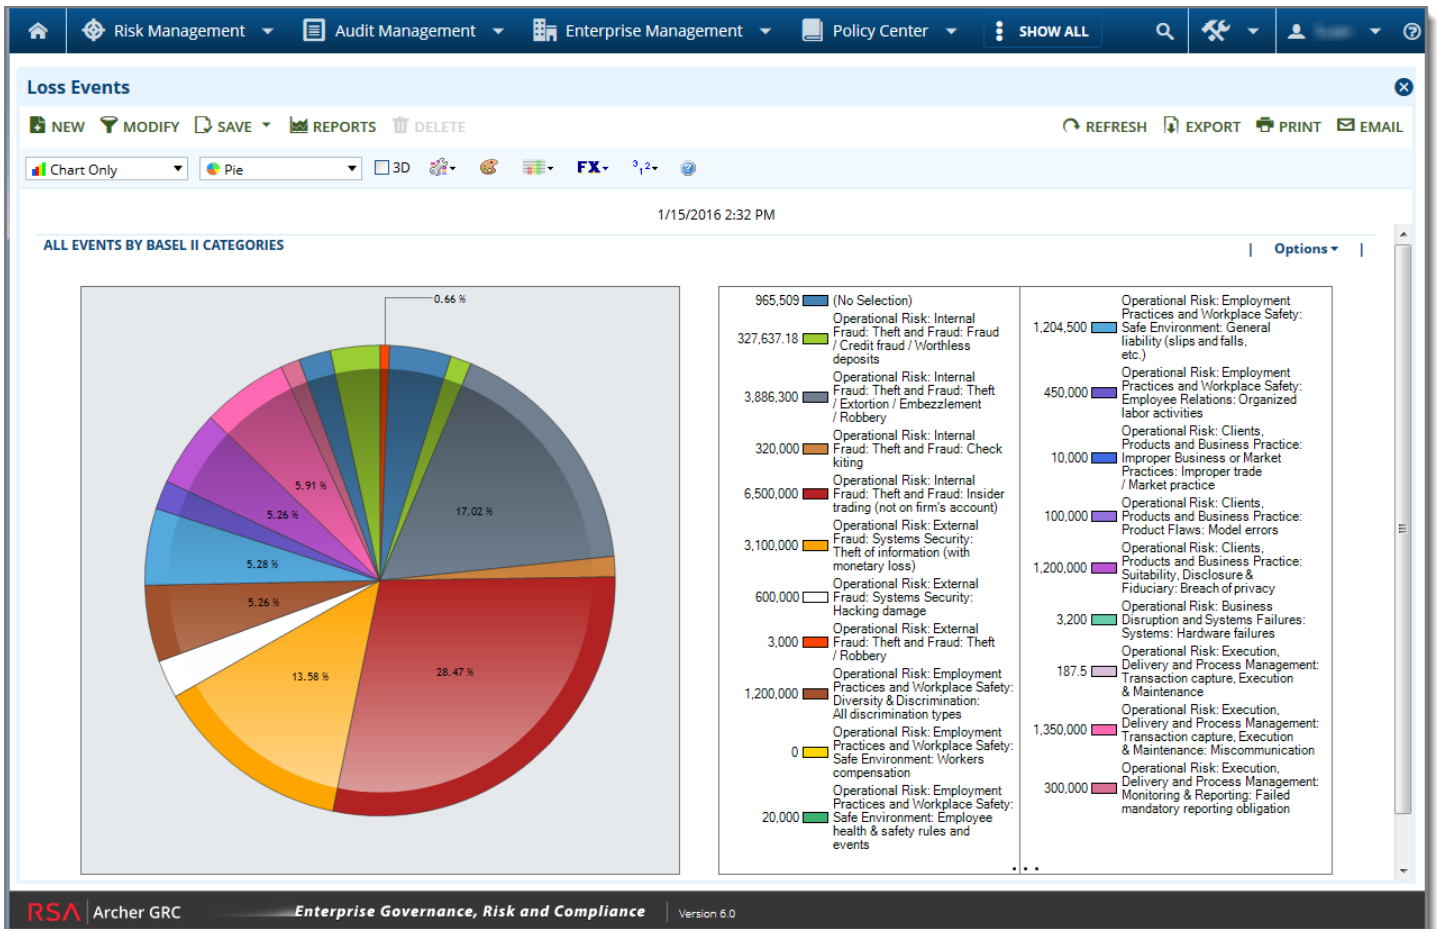 Risk Management
Audit Management
Enterprise Management
Policy Center
SHOW ALL
Loss Events
NEW
MODIFY
SAVE
REPORTS
DELETE
REFRESH
EXPORT
PRINT
EMAIL
Chart Only
Pie
3D
FX
3 1 2
1/15/2016 2:32 PM
ALL EVENTS BY BASEL II CATEGORIES
| Options |
0.66 %
17.02 %
28.47 %
13.58 %
5.26 %
5.28 %
5.26 %
5.91 %
965,509 (No Selection)
327,637.18 Operational Risk: Internal
Fraud: Theft and Fraud: Fraud
/ Credit fraud / Worthless
deposits
3,886,300 Operational Risk: Internal
Fraud: Theft and Fraud: Theft
/ Extortion / Embezzlement
/ Robbery
320,000 Operational Risk: Internal
Fraud: Theft and Fraud: Check
kiting
6,500,000 Operational Risk: Internal
Fraud: Theft and Fraud: Insider
trading (not on firm's account)
3,100,000 Operational Risk: External
Fraud: Systems Security:
Theft of information (with
monetary loss)
600,000 Operational Risk: External
Fraud: Systems Security:
Hacking damage
3,000 Operational Risk: External
Fraud: Theft and Fraud: Theft
/ Robbery
1,200,000 Operational Risk: Employment
Practices and Workplace Safety:
Diversity & Discrimination:
All discrimination types
0 Operational Risk: Employment
Practices and Workplace Safety:
Safe Environment: Workers
compensation
20,000 Operational Risk: Employment
Practices and Workplace Safety:
Safe Environment: Employee
health & safety rules and
events
1,204,500 Operational Risk: Employment
Practices and Workplace Safety:
Safe Environment: General
liability (slips and falls,
etc.)
450,000 Operational Risk: Employment
Practices and Workplace Safety:
Employee Relations: Organized
labor activities
10,000 Operational Risk: Clients,
Products and Business Practice:
Improper Business or Market
Practices: Improper trade
/ Market practice
100,000 Operational Risk: Clients,
Products and Business Practice:
Product Flaws: Model errors
1,200,000 Operational Risk: Clients,
Products and Business Practice:
Suitability, Disclosure &
Fiduciary: Breach of privacy
3,200 Operational Risk: Business
Disruption and Systems Failures:
Systems: Hardware failures
187.5 Operational Risk: Execution,
Delivery and Process Management:
Transaction capture, Execution
& Maintenance
1,350,000 Operational Risk: Execution,
Delivery and Process Management:
Transaction capture, Execution
& Maintenance: Miscommunication
300,000 Operational Risk: Execution,
Delivery and Process Management:
Monitoring & Reporting: Failed
mandatory reporting obligation
...
RSA Archer GRC
Enterprise Governance, Risk and Compliance
Version 6.0